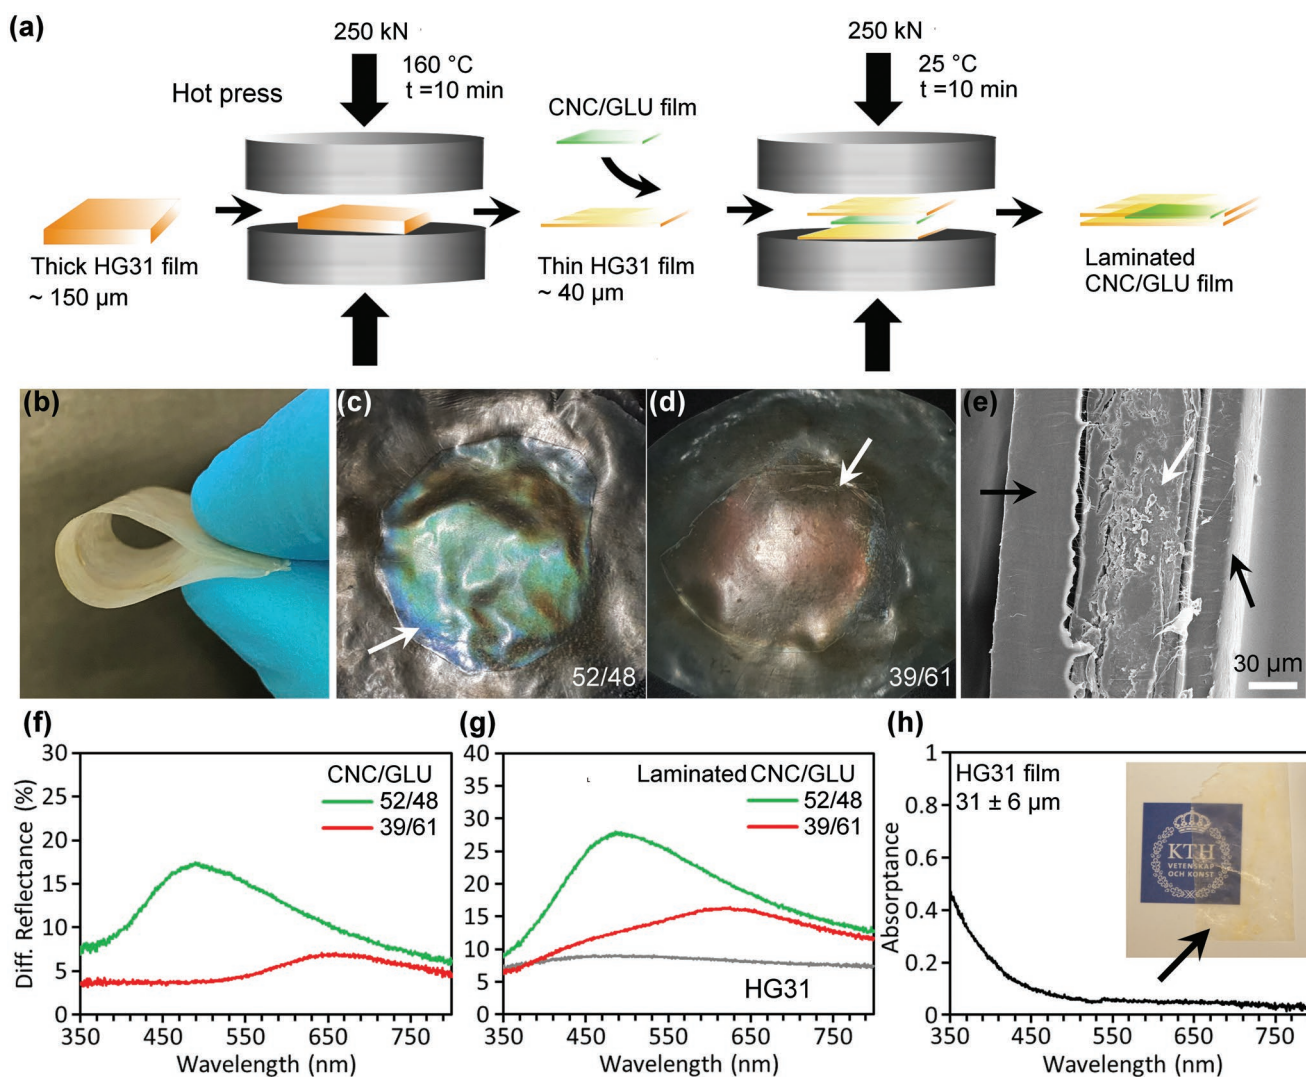 (a)
250 kN
160 °C
t =10 min
Hot press
CNC/GLU film
250 kN
25 °C
t =10 min
Thick HG31 film
~ 150 µm
Thin HG31 film
~ 40 µm
Laminated
CNC/GLU film
(b)
(c)
52/48
(d)
39/61
(e)
30 µm
(f)
Diff. Reflectance (%)
30
25
20
15
10
5
0
CNC/GLU
52/48
39/61
350 450 550 650 750
Wavelength (nm)
(g)
40
35
30
25
20
15
10
5
0
Laminated CNC/GLU
52/48
39/61
HG31
350 450 550 650 750
Wavelength (nm)
(h)
Absorptance
1
0.8
0.6
0.4
0.2
0
HG31 film
31 ± 6 µm
KTH
VETENSKAP
OCH KONST
350 450 550 650 750
Wavelength (nm)